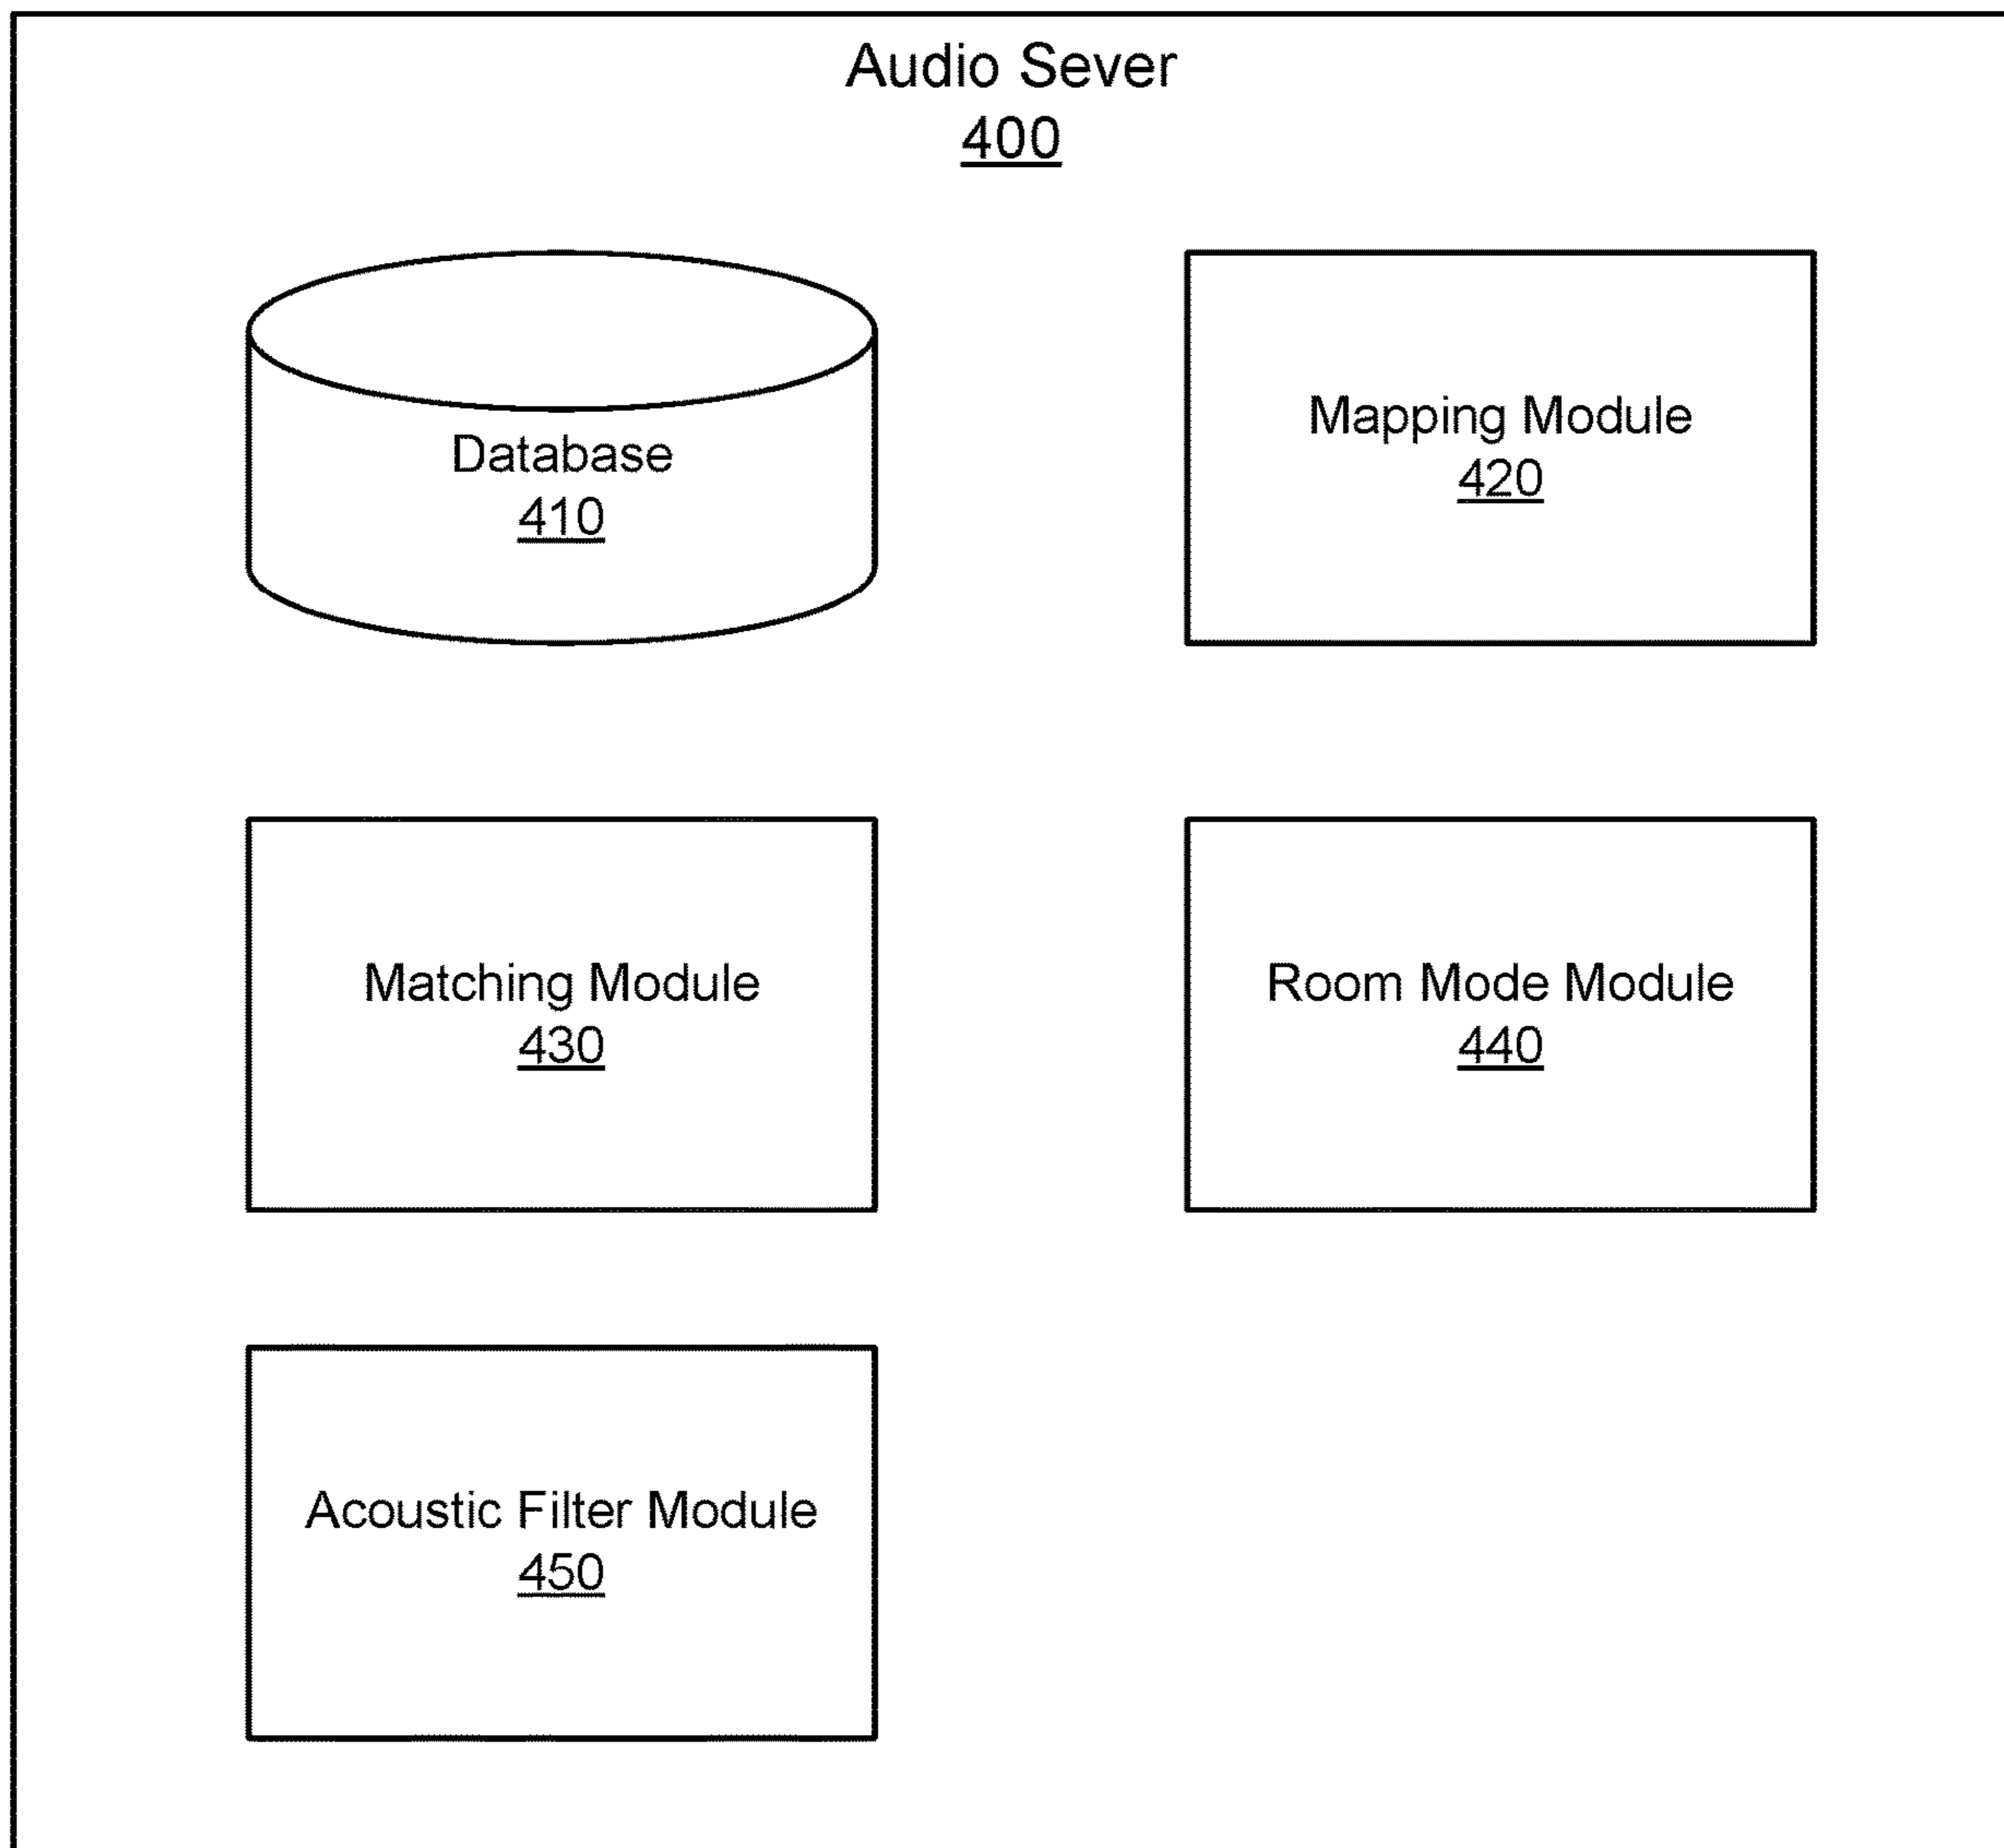 Audio Sever
400
Database
410
Mapping Module
420
Matching Module
430
Room Mode Module
440
Acoustic Filter Module
450